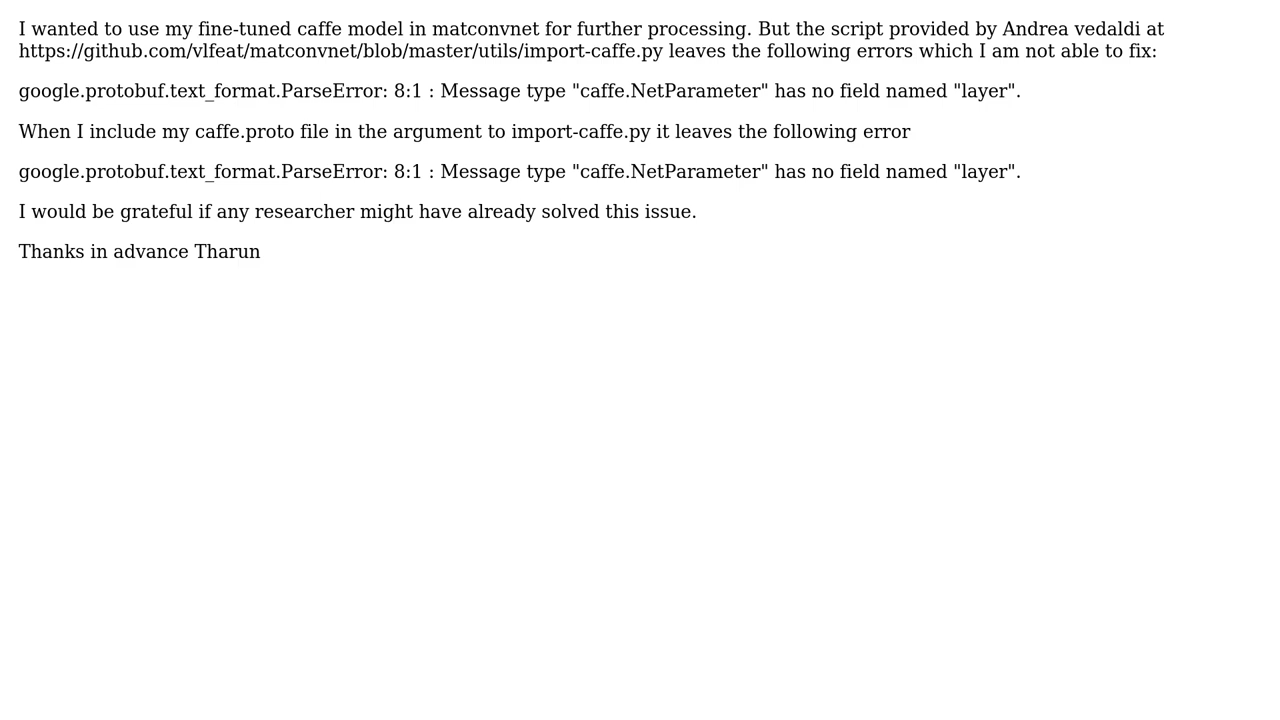 I wanted to use my fine-tuned caffe model in matconvnet for further processing. But the script provided by Andrea vedaldi at
https://github.com/vlfeat/matconvnet/blob/master/utils/import-caffe.py leaves the following errors which I am not able to fix:
google.protobuf.text_format.ParseError: 8:1 : Message type "caffe.NetParameter" has no field named "layer".
When I include my caffe.proto file in the argument to import-caffe.py it leaves the following error
google.protobuf.text_format.ParseError: 8:1 : Message type "caffe.NetParameter" has no field named "layer".
I would be grateful if any researcher might have already solved this issue.
Thanks in advance Tharun